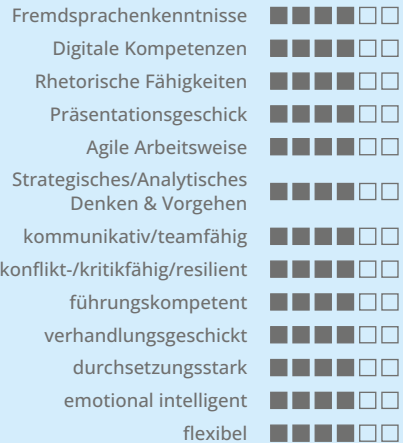 Fremdsprachenkenntnisse
Digitale Kompetenzen
Rhetorische Fähigkeiten
Präsentationsgeschick
Agile Arbeitsweise
Strategisches/Analytisches
Denken & Vorgehen
kommunikativ/teamfähig
konflikt-/kritikfähig/resilient
führungskompetent
verhandlungsgeschickt
durchsetzungsstark
emotional intelligent
flexibel